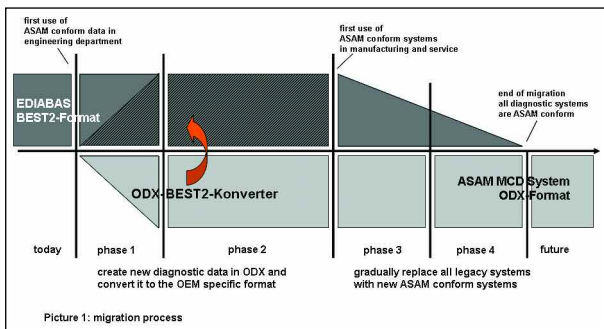 first use of
ASAM conform data in
engineering department
first use of
ASAM conform systems
in manufacturing and service
end of migration
all diagnostic systems
are ASAM conform
EDIABAS
BEST2-Format
ODX-BEST2-Konverter
ASAM MCD System
ODX-Format
today
phase 1
phase 2
phase 3
phase 4
future
create new diagnostic data in ODX and
convert it to the OEM specific format
gradually replace all legacy systems
with new ASAM conform systems
Picture 1: migration process